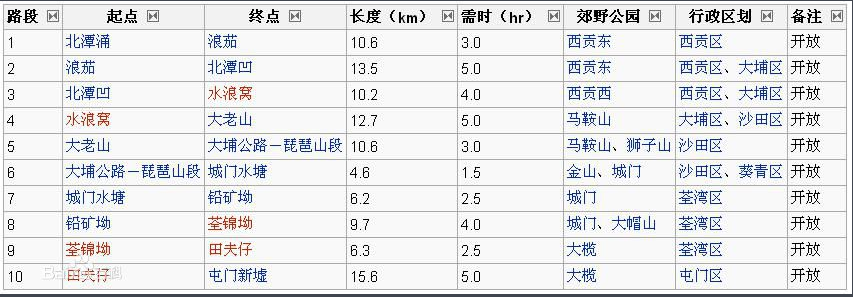 路段 起点 终点 长度（km） 需时（hr） 郊野公园 行政区划 备注
1 北潭涌 浪茄 10.6 3.0 西贡东 西贡区 开放
2 浪茄 北潭凹 13.5 5.0 西贡东 西贡区、大埔区 开放
3 北潭凹 水浪窝 10.2 4.0 西贡西 西贡区、大埔区 开放
4 水浪窝 大老山 12.7 5.0 马鞍山 大埔区、沙田区 开放
5 大老山 大埔公路－琵琶山段 10.6 3.0 马鞍山、狮子山 沙田区 开放
6 大埔公路－琵琶山段 城门水塘 4.6 1.5 金山、城门 沙田区、葵青区 开放
7 城门水塘 铅矿坳 6.2 2.5 城门 荃湾区 开放
8 铅矿坳 荃锦坳 9.7 4.0 城门、大帽山 荃湾区 开放
9 荃锦坳 田夫仔 6.3 2.5 大榄 荃湾区 开放
10 田夫仔 屯门新墟 15.6 5.0 大榄 屯门区 开放